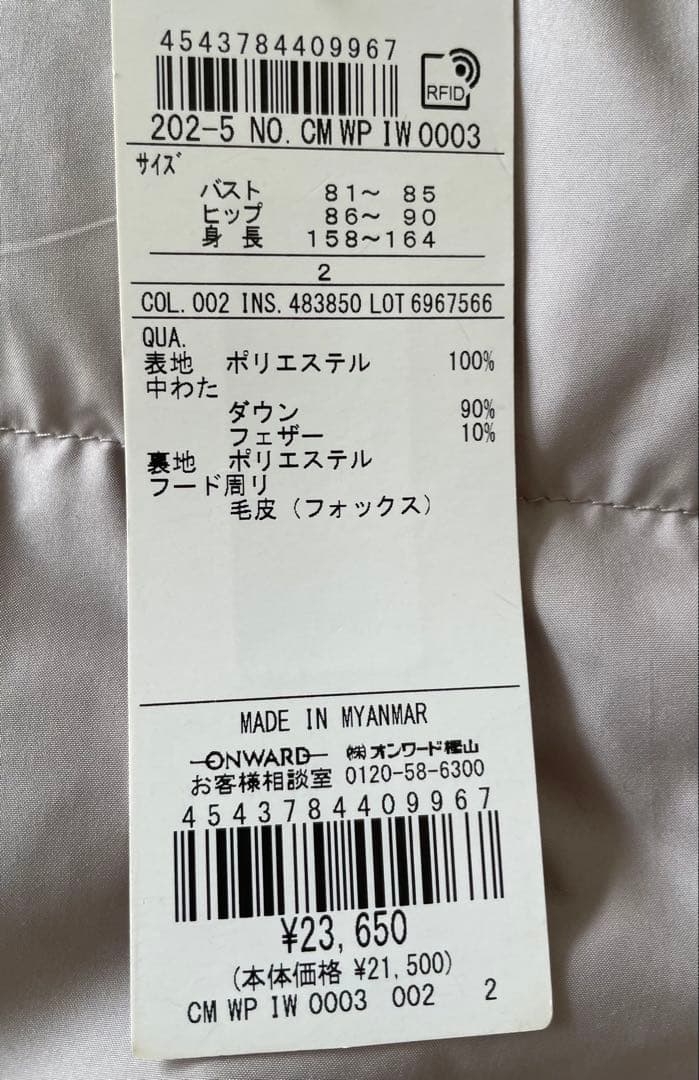 4543784409967
RFID
202-5 NO. CM WP IW 0003
サイズ
バスト 81～ 85
ヒップ 86～ 90
身 長 158～164
2
COL. 002 INS. 483850 LOT 6967566
QUA.
表地 ポリエステル 100%
中わた
ダウン 90%
フェザー 10%
裏地 ポリエステル
フード周リ
毛皮（フォックス）
MADE IN MYANMAR
ONWARD ㈱オンワード樫山
お客様相談室 0120-58-6300
4543784409967
¥23,650
(本体価格 ¥21,500)
CM WP IW 0003 002 2